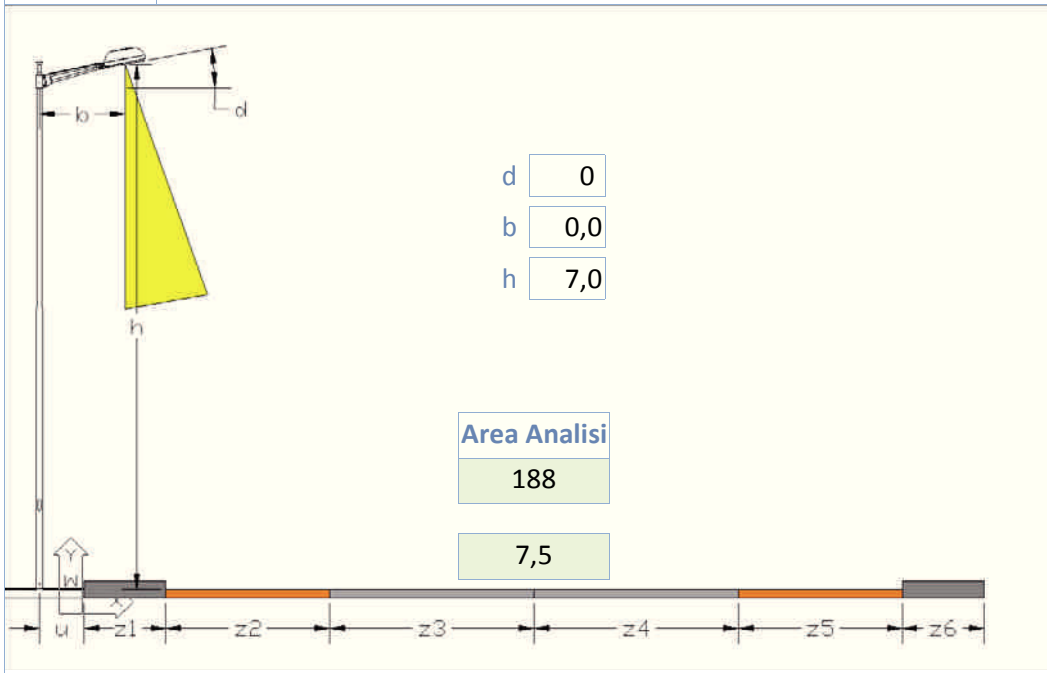 d
b
d 0
b 0,0
h 7,0
h
Area Analisi
188
7,5
Y
W
X
u z1 z2 z3 z4 z5 z6